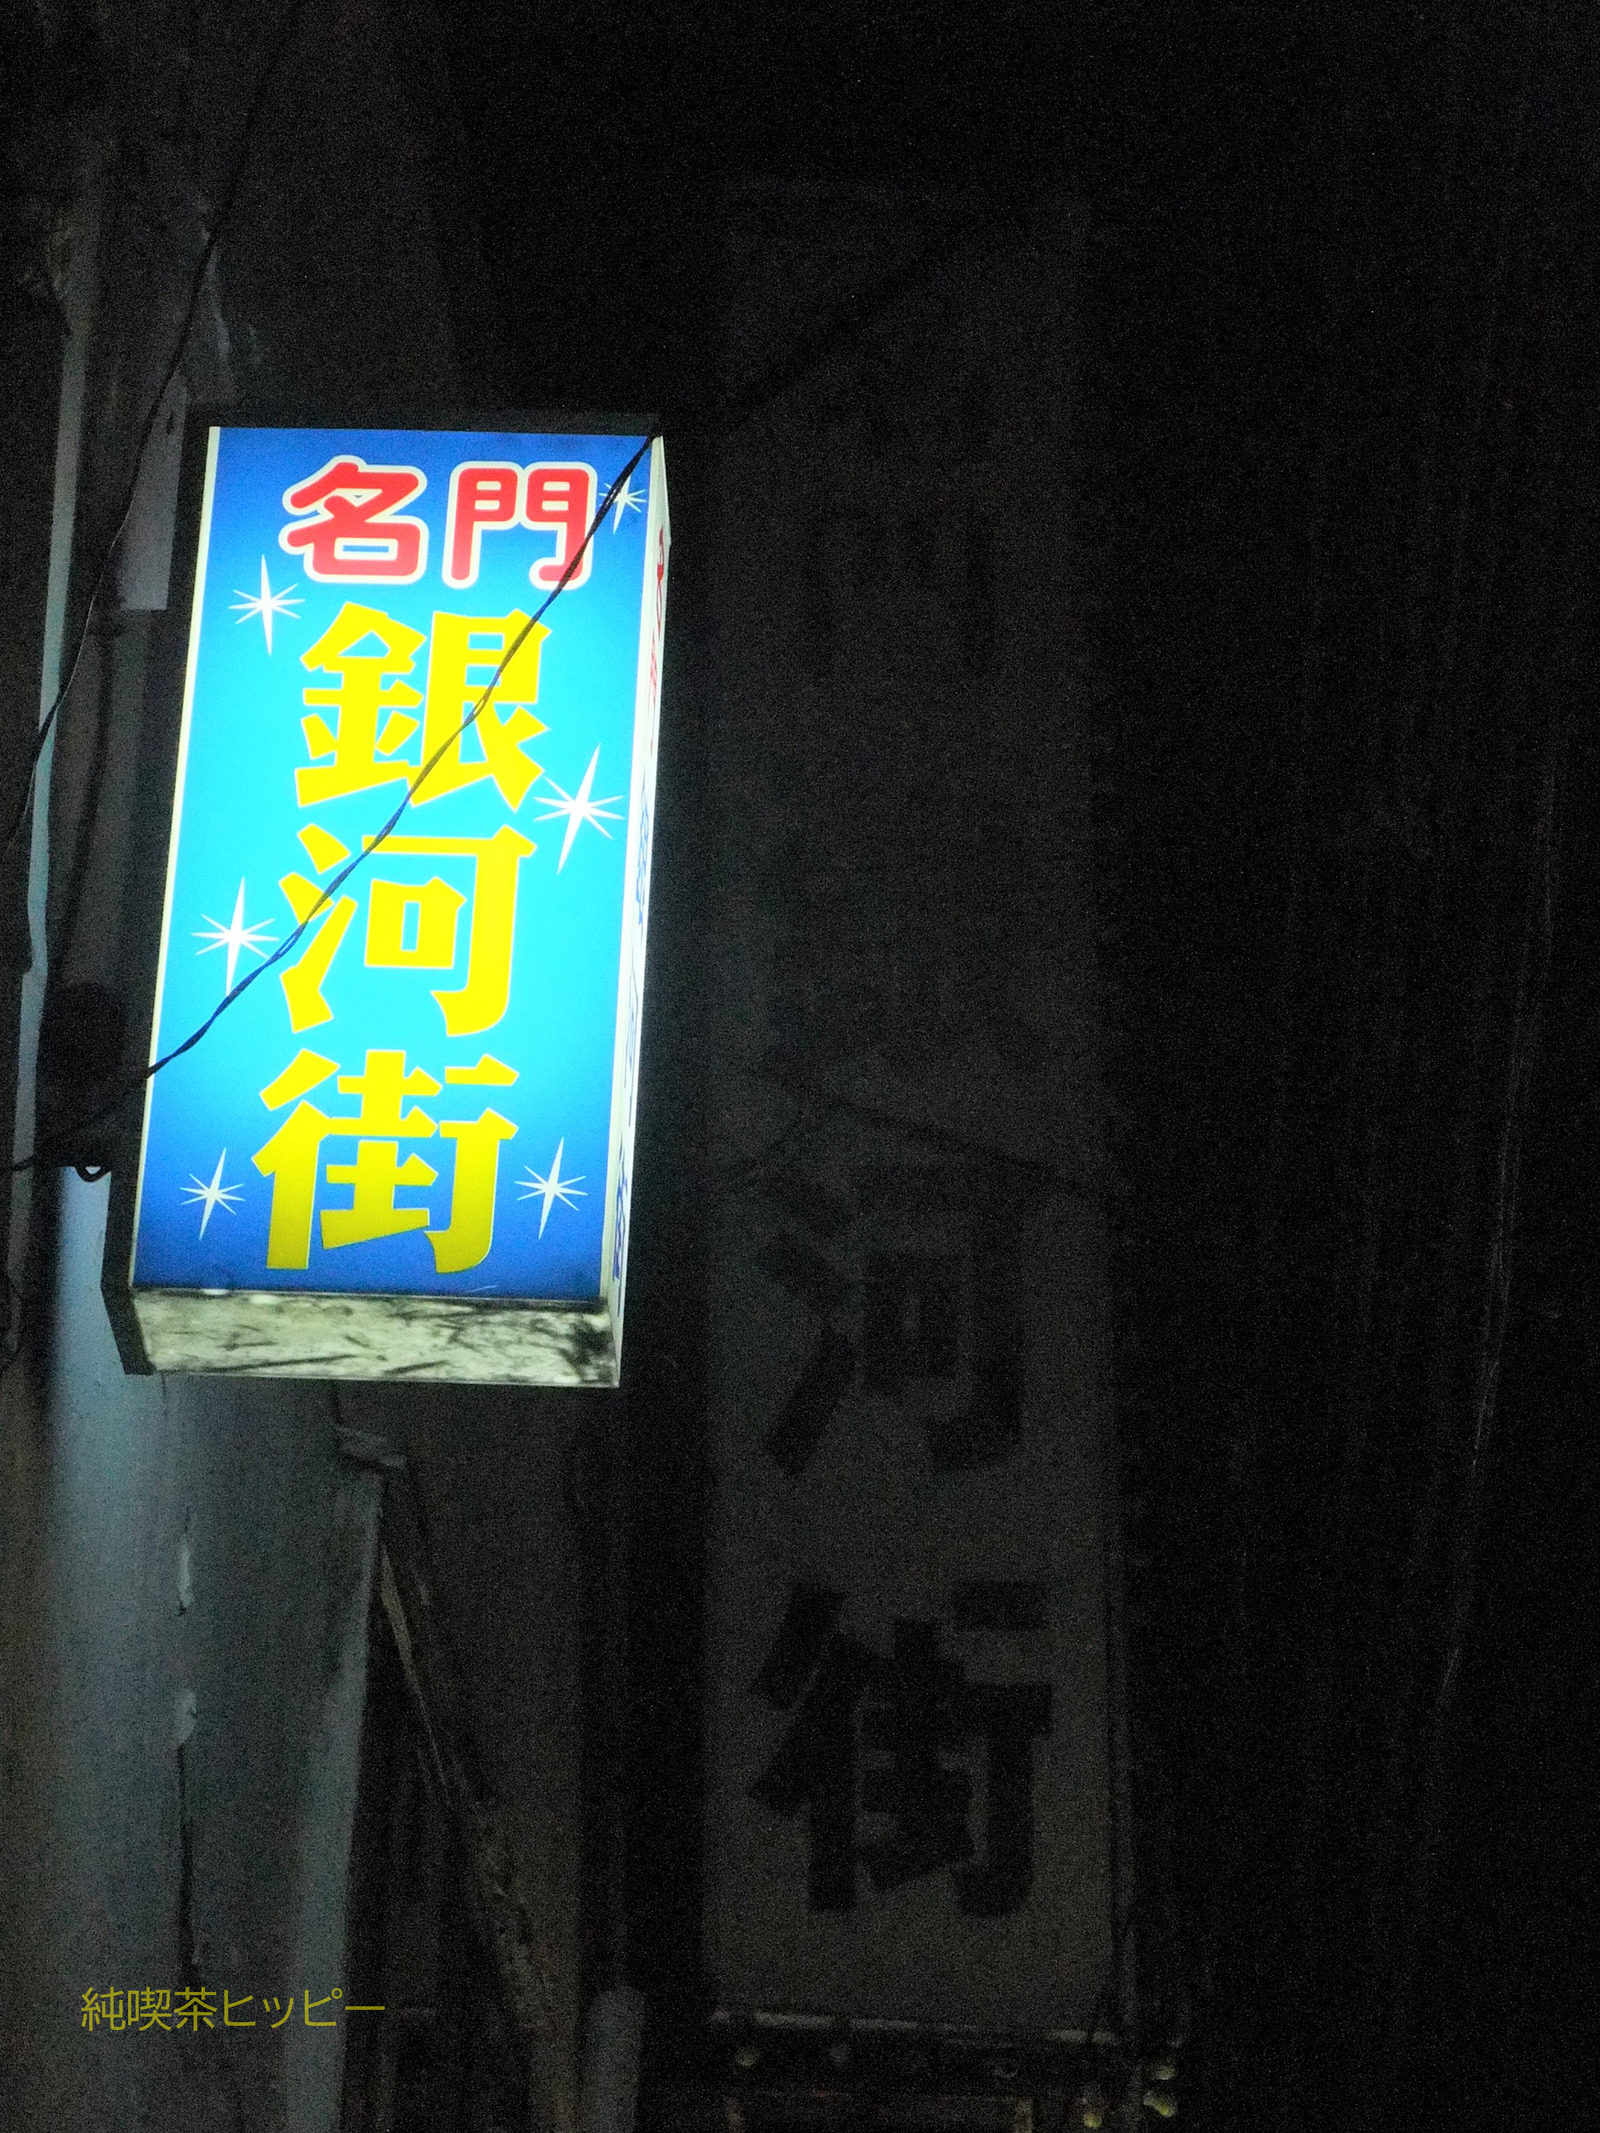 名門
銀河街
河
街
純喫茶ヒッピー